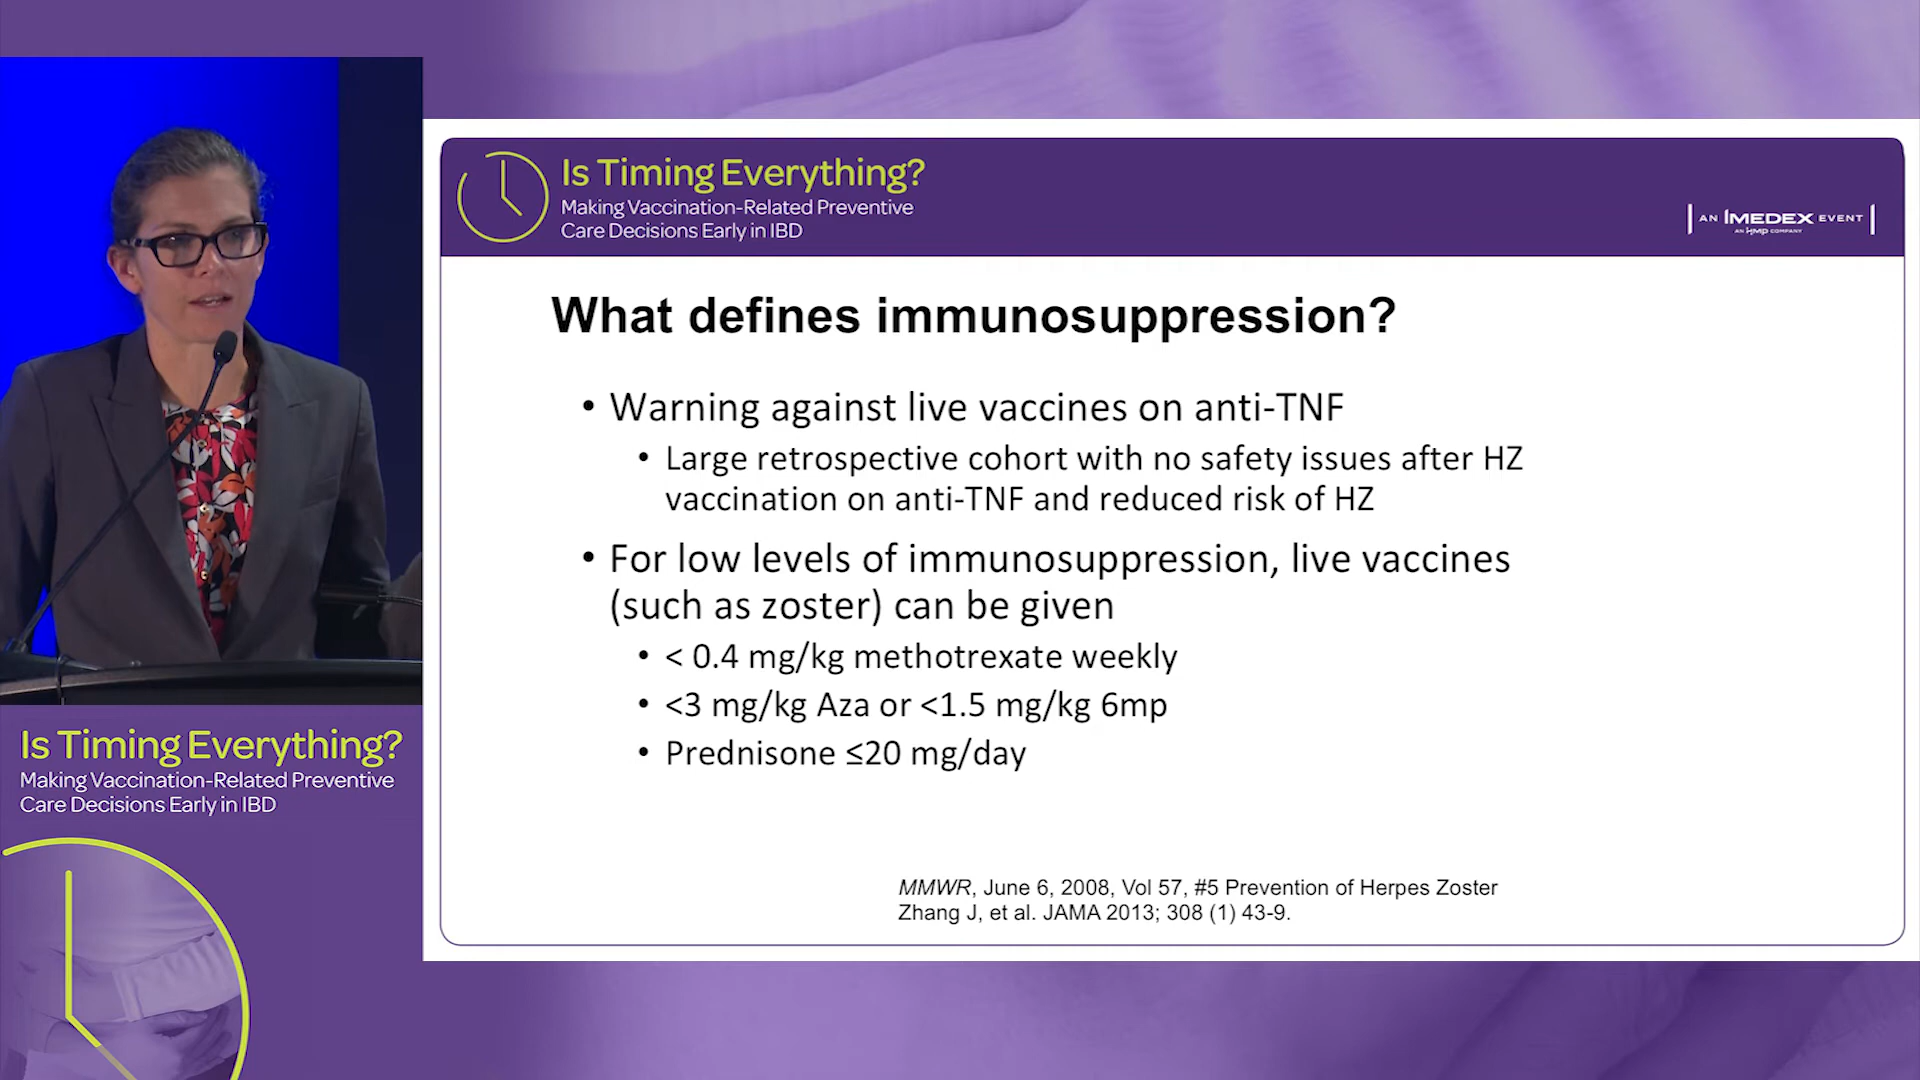 Is Timing Everything?
Making Vaccination-Related Preventive
Care Decisions Early in IBD
AN IMEDEX EVENT
AN HMP COMPANY
What defines immunosuppression?
• Warning against live vaccines on anti-TNF
• Large retrospective cohort with no safety issues after HZ
vaccination on anti-TNF and reduced risk of HZ
• For low levels of immunosuppression, live vaccines
(such as zoster) can be given
• < 0.4 mg/kg methotrexate weekly
• <3 mg/kg Aza or <1.5 mg/kg 6mp
• Prednisone ≤20 mg/day
MMWR, June 6, 2008, Vol 57, #5 Prevention of Herpes Zoster
Zhang J, et al. JAMA 2013; 308 (1) 43-9.
Is Timing Everything?
Making Vaccination-Related Preventive
Care Decisions Early in IBD